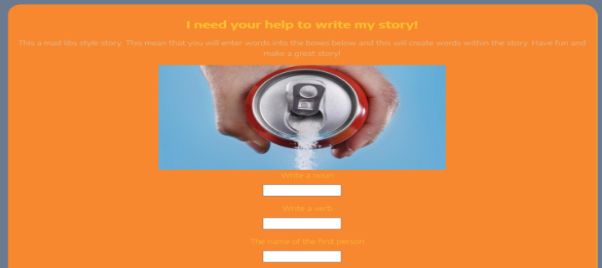 I need your help to write my story!
This a mad libs style story. This mean that you will enter words into the boxes below and this will create words within the story. Have fun and
make a great story!
Write a noun
Write a verb
The name of the first person